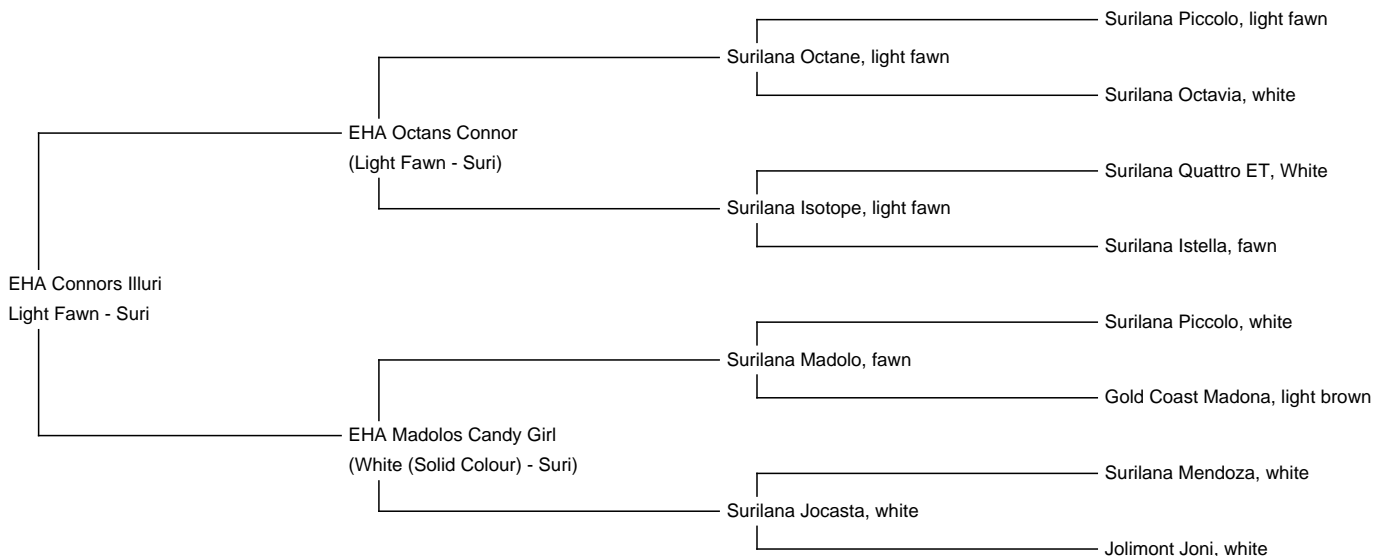 Surilana Piccolo, light fawn
Surilana Octane, light fawn
Surilana Octavia, white
EHA Octans Connor
(Light Fawn - Suri)
Surilana Quattro ET, White
Surilana Isotope, light fawn
Surilana Istella, fawn
EHA Connors Illuri
Light Fawn - Suri
Surilana Piccolo, white
Surilana Madolo, fawn
Gold Coast Madona, light brown
EHA Madolos Candy Girl
(White (Solid Colour) - Suri)
Surilana Mendoza, white
Surilana Jocasta, white
Jolimont Joni, white